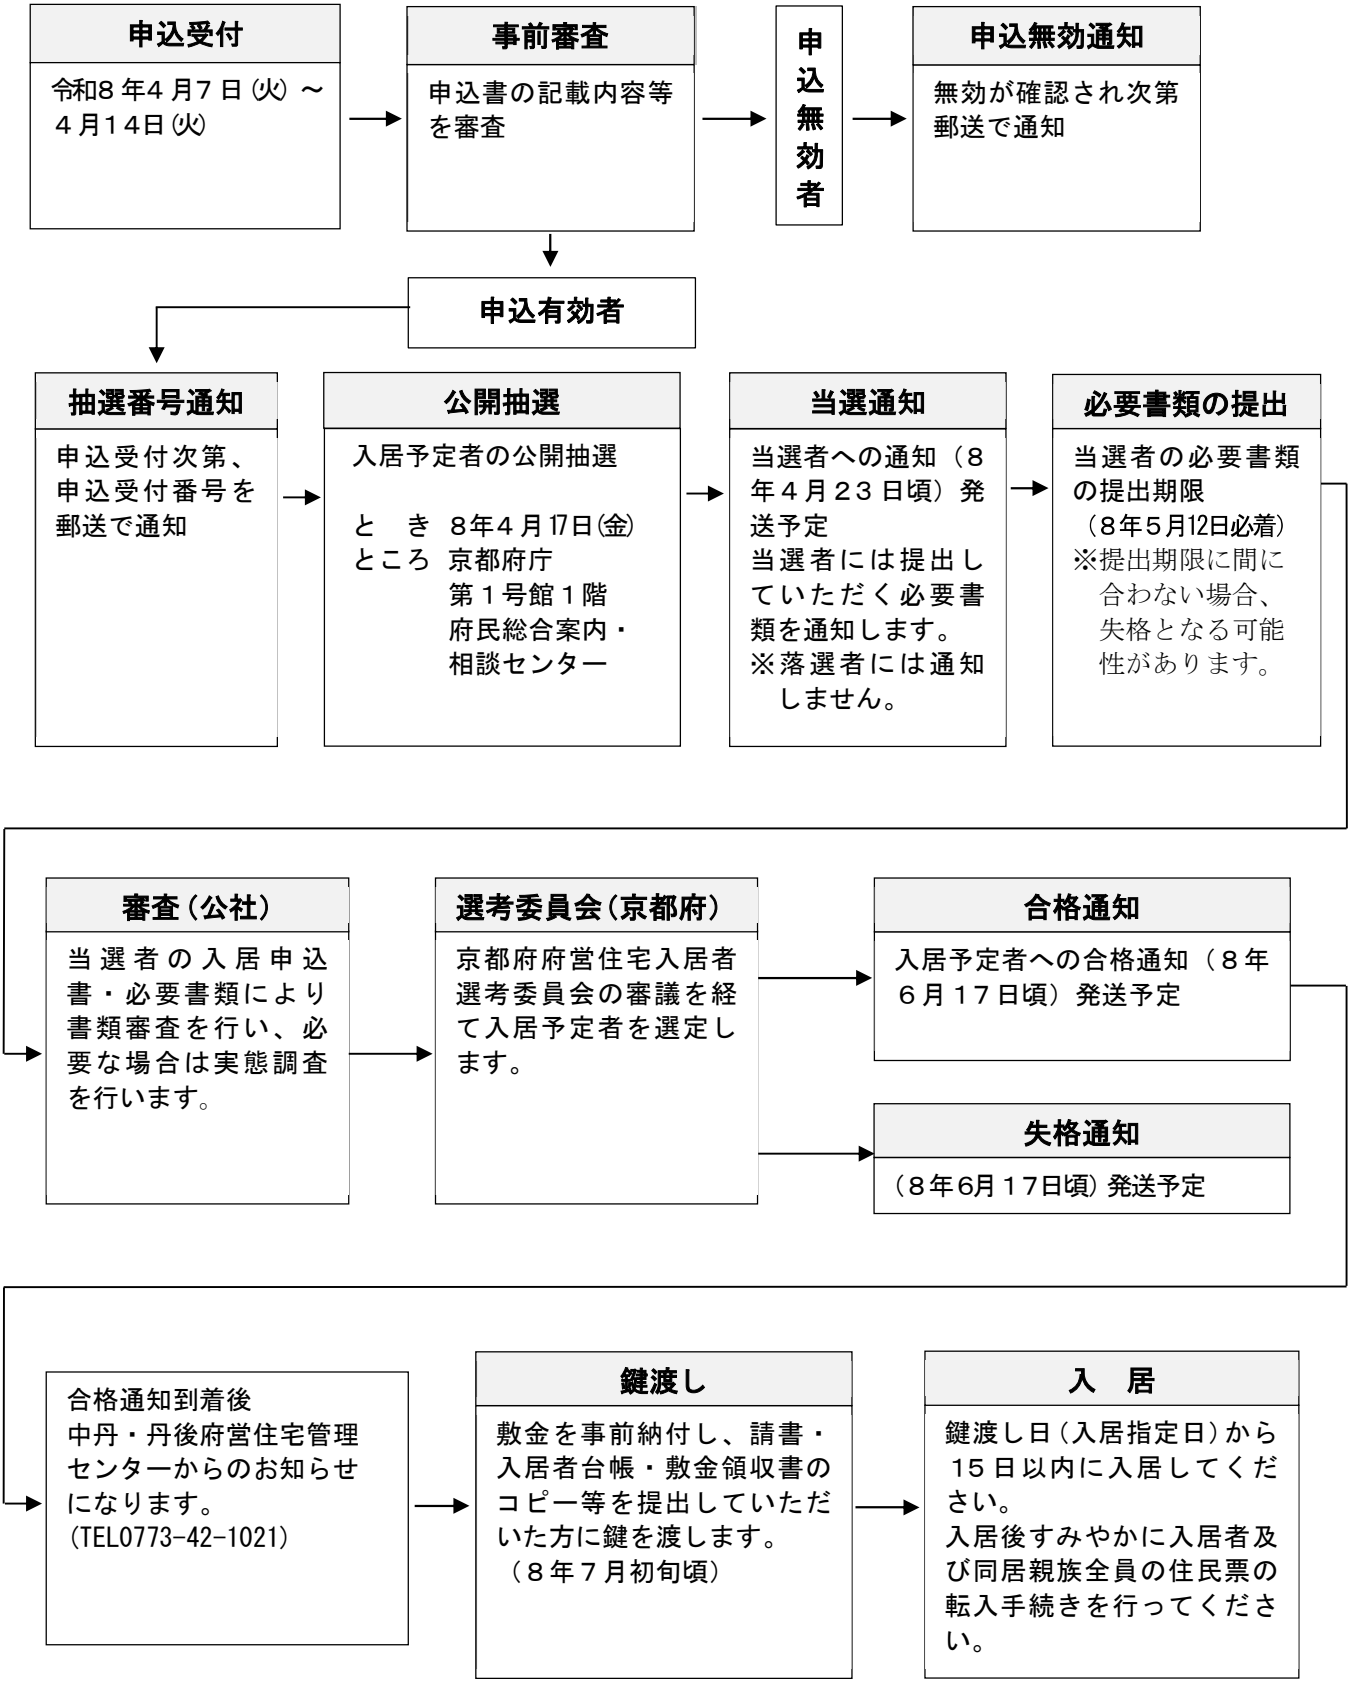 申込受付
令和8年4月7日(火)～
4月14日(火)
事前審査
申込書の記載内容等
を審査
申込無効者
申込無効通知
無効が確認され次第
郵送で通知
申込有効者
抽選番号通知
申込受付次第、
申込受付番号を
郵送で通知
公開抽選
入居予定者の公開抽選
と　き 8年4月17日(金)
ところ 京都府庁
第1号館1階
府民総合案内・
相談センター
当選通知
当選者への通知（8
年4月23日頃）発
送予定
当選者には提出し
ていただく必要書
類を通知します。
※落選者には通知
しません。
必要書類の提出
当選者の必要書類
の提出期限
（8年5月12日必着）
※提出期限に間に
合わない場合、
失格となる可能
性があります。
審査（公社）
当選者の入居申込
書・必要書類により
書類審査を行い、必
要な場合は実態調査
を行います。
選考委員会（京都府）
京都府府営住宅入居者
選考委員会の審議を経
て入居予定者を選定し
ます。
合格通知
入居予定者への合格通知（8年
6月17日頃）発送予定
失格通知
（8年6月17日頃）発送予定
合格通知到着後
中丹・丹後府営住宅管理
センターからのお知らせ
になります。
(TEL0773-42-1021)
鍵渡し
敷金を事前納付し、請書・
入居者台帳・敷金領収書の
コピー等を提出していただ
いた方に鍵を渡します。
（8年7月初旬頃）
入　居
鍵渡し日（入居指定日）から
15日以内に入居してくだ
さい。
入居後すみやかに入居者及
び同居親族全員の住民票の
転入手続きを行ってくださ
い。